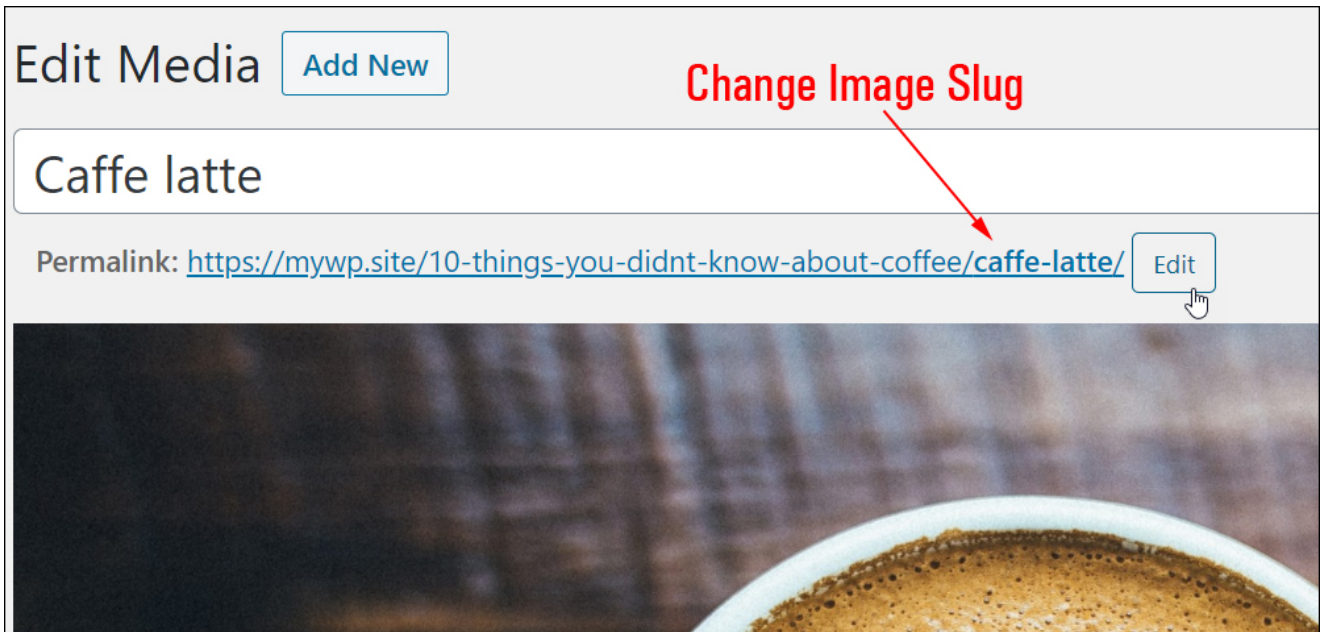 Edit Media Add New
Change Image Slug
Caffe latte
Permalink: https://mywp.site/10-things-you-didnt-know-about-coffee/caffe-latte/ Edit